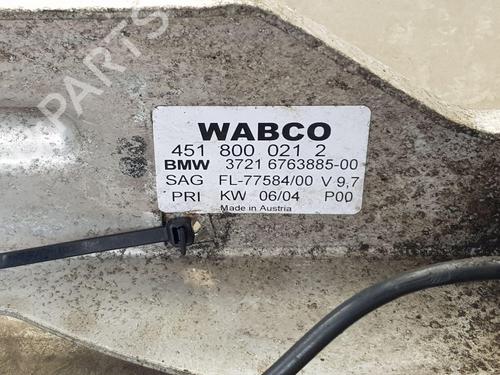 PARTS
WABCO
451 800 021 2
BMW 3721 6763885-00
SAG FL-77584/00 V 9,7
PRI KW 06/04 P00
Made in Austria